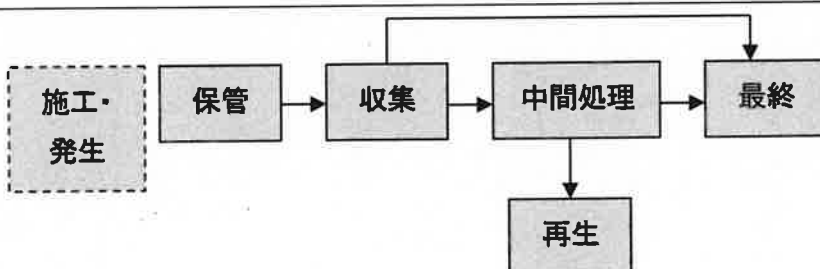 施工・
発生
保管
収集
中間処理
最終
再生